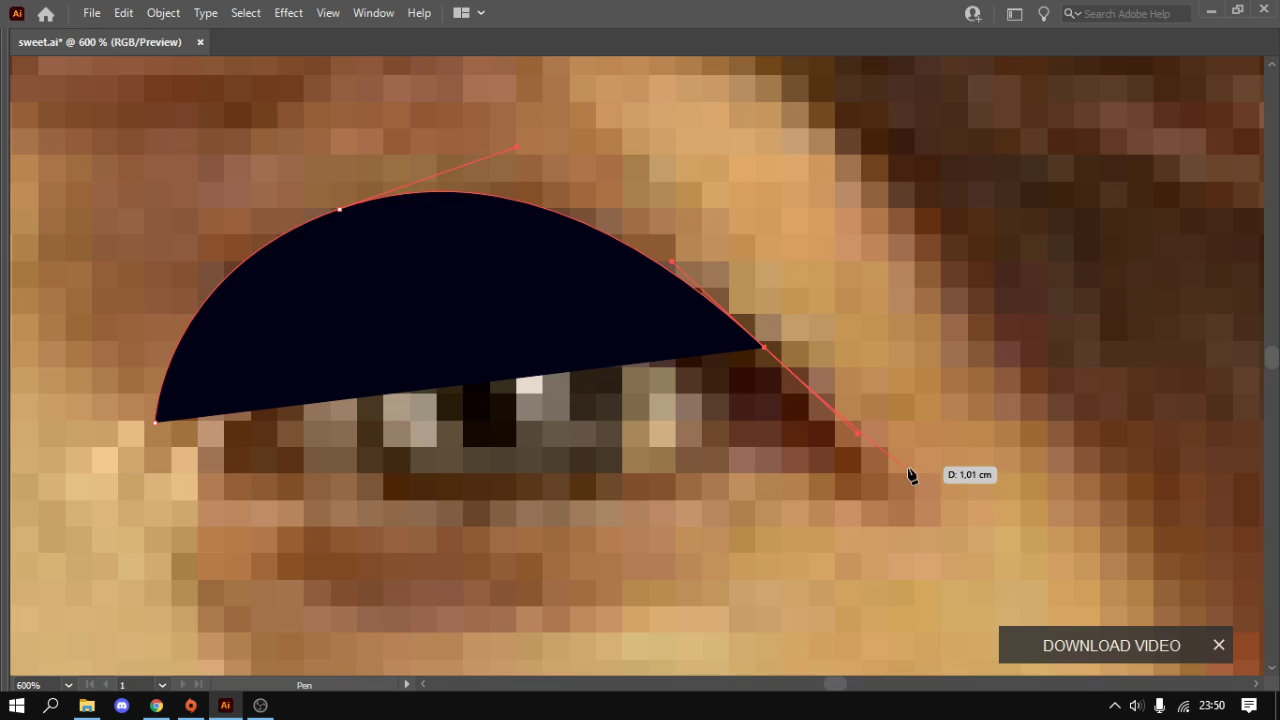 Ai File Edit Object Type Select Effect View Window Help Search Adobe Help
sweet.ai* @ 600 % (RGB/Preview) ×
D: 1,01 cm
DOWNLOAD VIDEO
600% 1 Pen
Ai 23:50